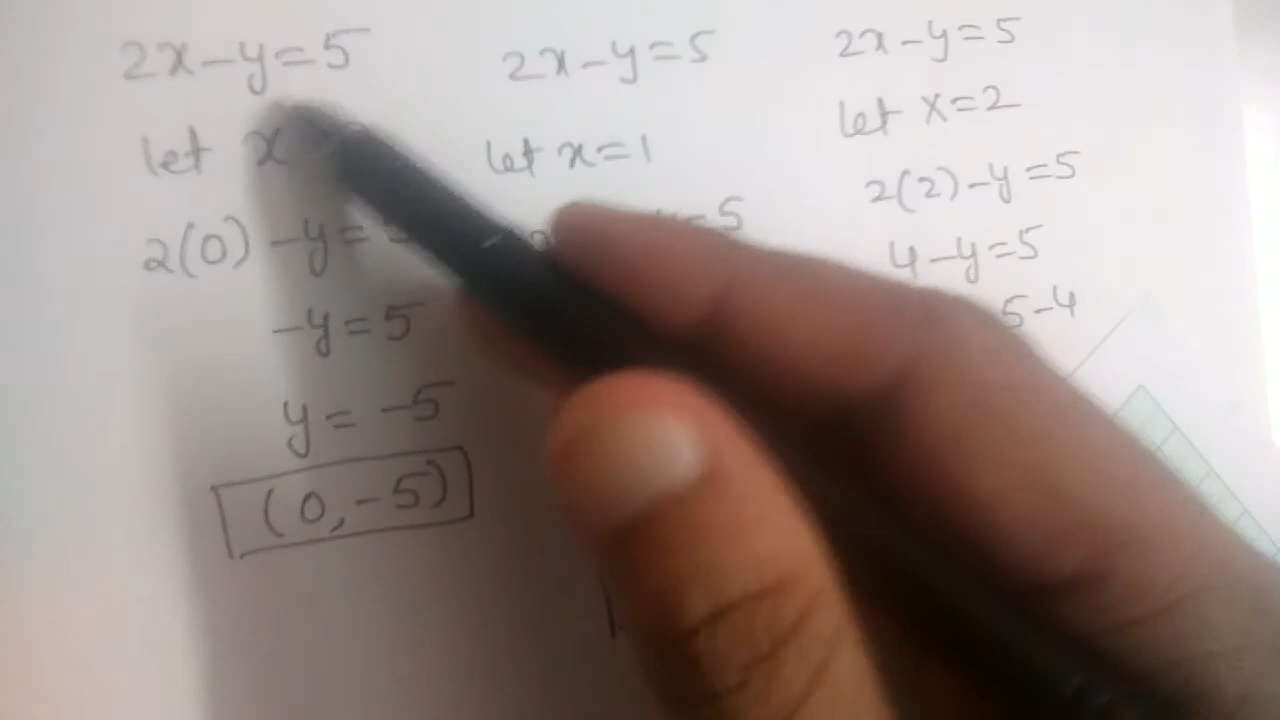 2x-y=5
let x
2(0)-y=
-y=5
y=-5
(0,-5)
2x-y=5
let x=1
=5
2x-y=5
let x=2
2(2)-y=5
4-y=5
5-4